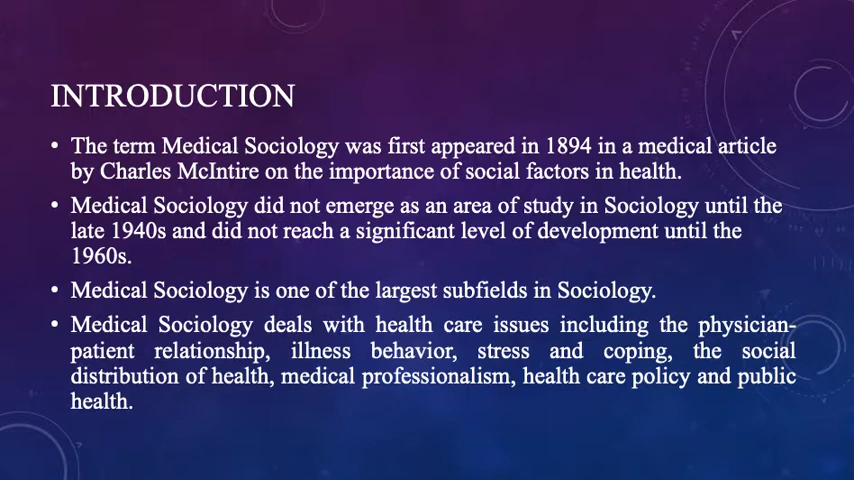 INTRODUCTION
• The term Medical Sociology was first appeared in 1894 in a medical article
by Charles McIntire on the importance of social factors in health.
• Medical Sociology did not emerge as an area of study in Sociology until the
late 1940s and did not reach a significant level of development until the
1960s.
• Medical Sociology is one of the largest subfields in Sociology.
• Medical Sociology deals with health care issues including the physician-
patient relationship, illness behavior, stress and coping, the social
distribution of health, medical professionalism, health care policy and public
health.